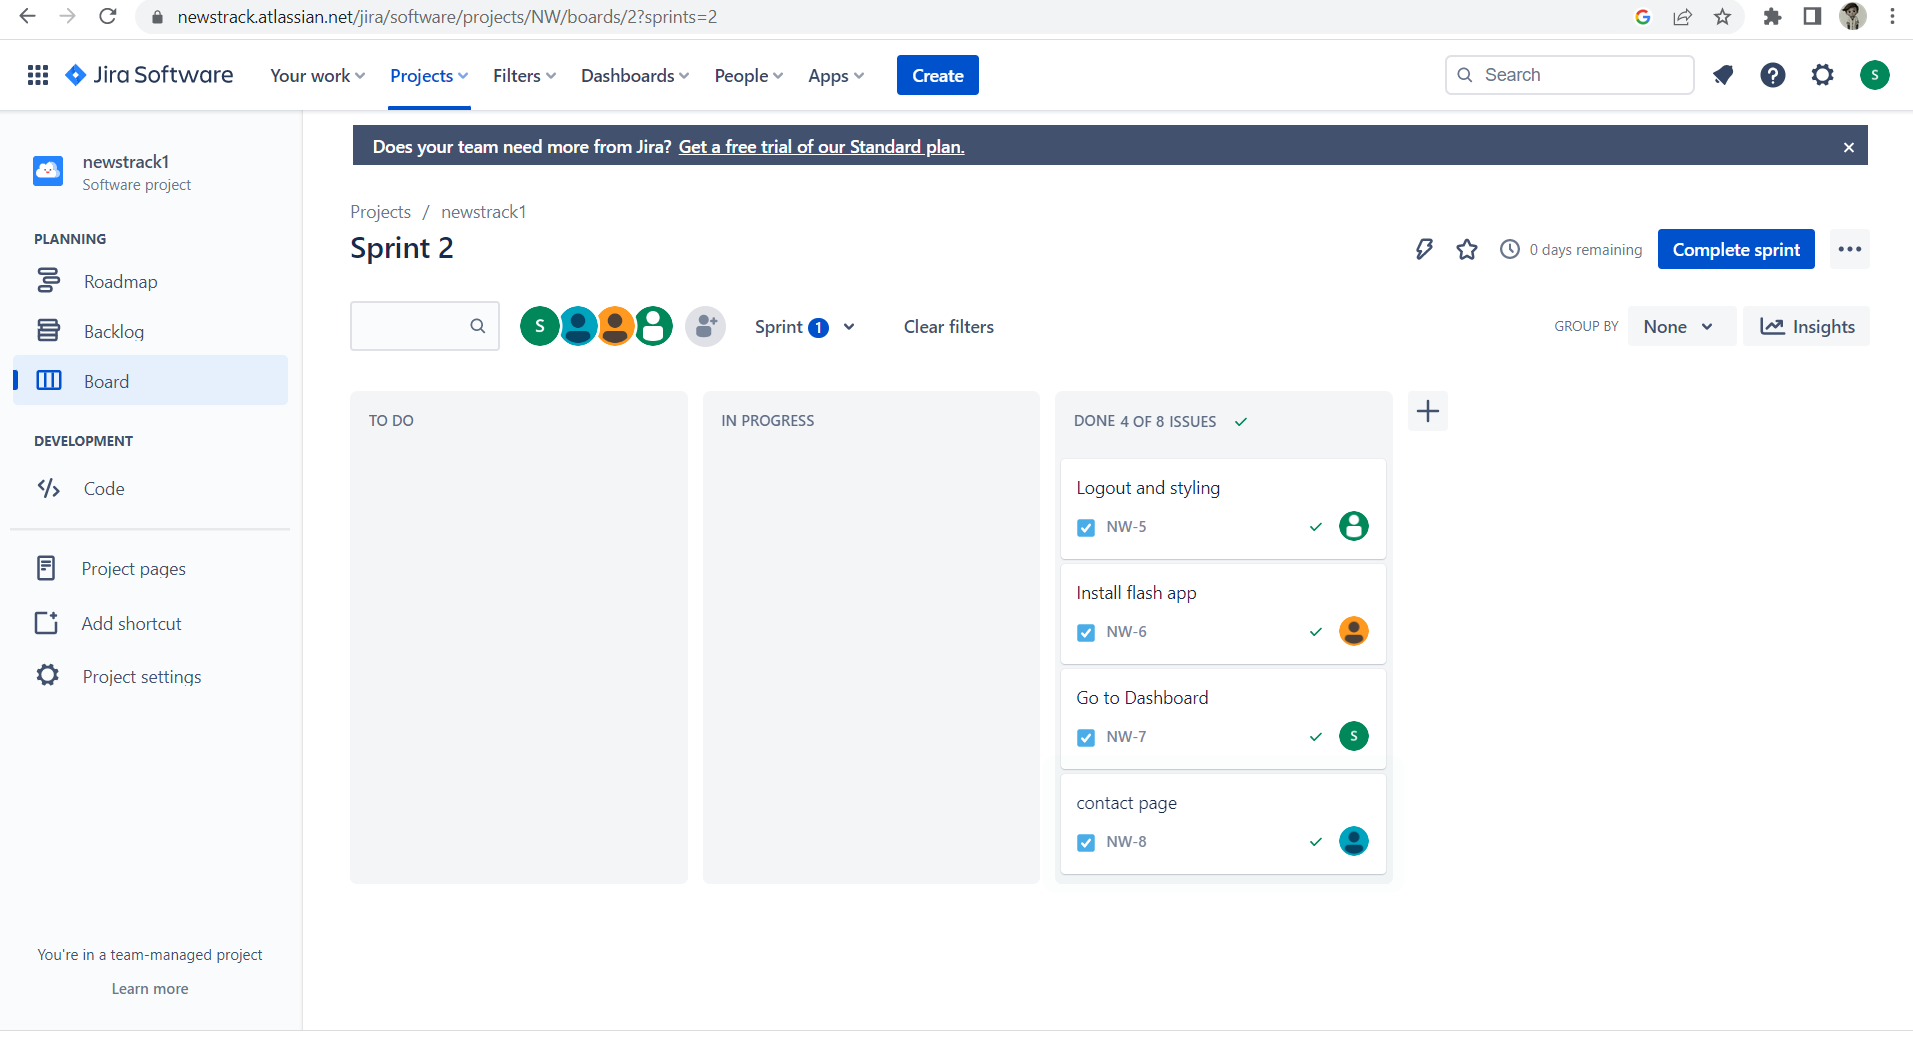 newstrack.atlassian.net/jira/software/projects/NW/boards/2?sprints=2
Jira Software
Your work
Projects
Filters
Dashboards
People
Apps
Create
Search
S
newstrack1
Software project
PLANNING
Roadmap
Backlog
Board
DEVELOPMENT
Code
Project pages
Add shortcut
Project settings
You're in a team-managed project
Learn more
Does your team need more from Jira? Get a free trial of our Standard plan.
Projects / newstrack1
Sprint 2
0 days remaining
Complete sprint
S
Sprint 1
Clear filters
GROUP BY
None
Insights
TO DO
IN PROGRESS
DONE 4 OF 8 ISSUES
Logout and styling
NW-5
Install flash app
NW-6
Go to Dashboard
NW-7
S
contact page
NW-8